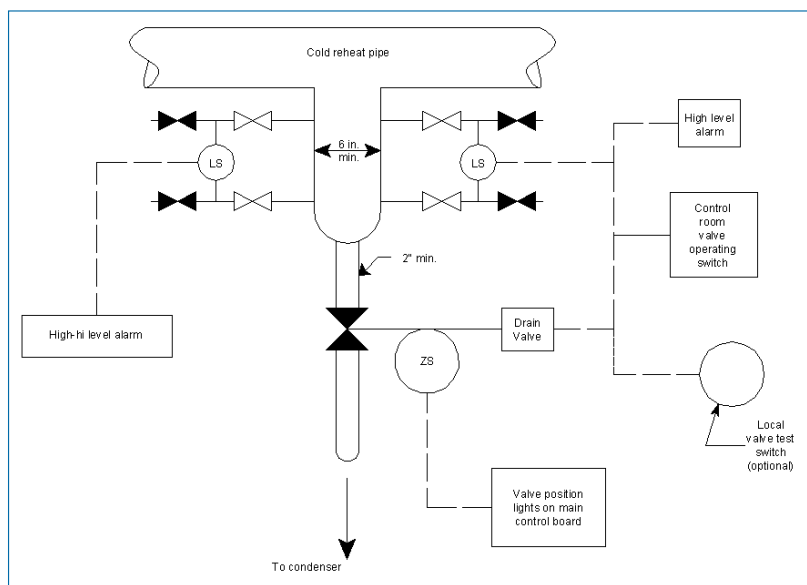 Cold reheat pipe
High level
alarm
6 in.
min.
LS
LS
Control
room
valve
operating
switch
2" min.
High-hi level alarm
Drain
Valve
ZS
Local
valve test
switch
(optional)
Valve position
lights on main
control board
To condenser